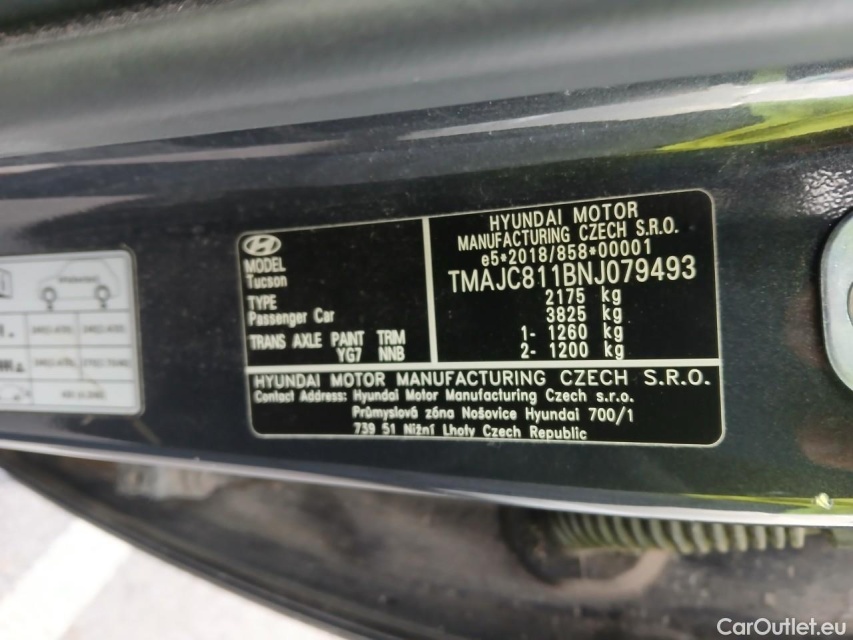 MODEL
Tucson
TYPE
Passenger Car
TRANS AXLE PAINT TRM
YG7 NNB
HYUNDAI MOTOR
MANUFACTURING CZECH S.R.O.
e5*2018/858*00001
TMAJC811BNJ079493
2175 kg
3825 kg
1- 1260 kg
2- 1200 kg
HYUNDAI MOTOR MANUFACTURING CZECH S.R.O.
Contact Address: Hyundai Motor Manufacturing Czech s.r.o.
Průmyslová zóna Nošovice Hyundai 700/1
739 51 Nižní Lhoty Czech Republic
CarOutlet.eu